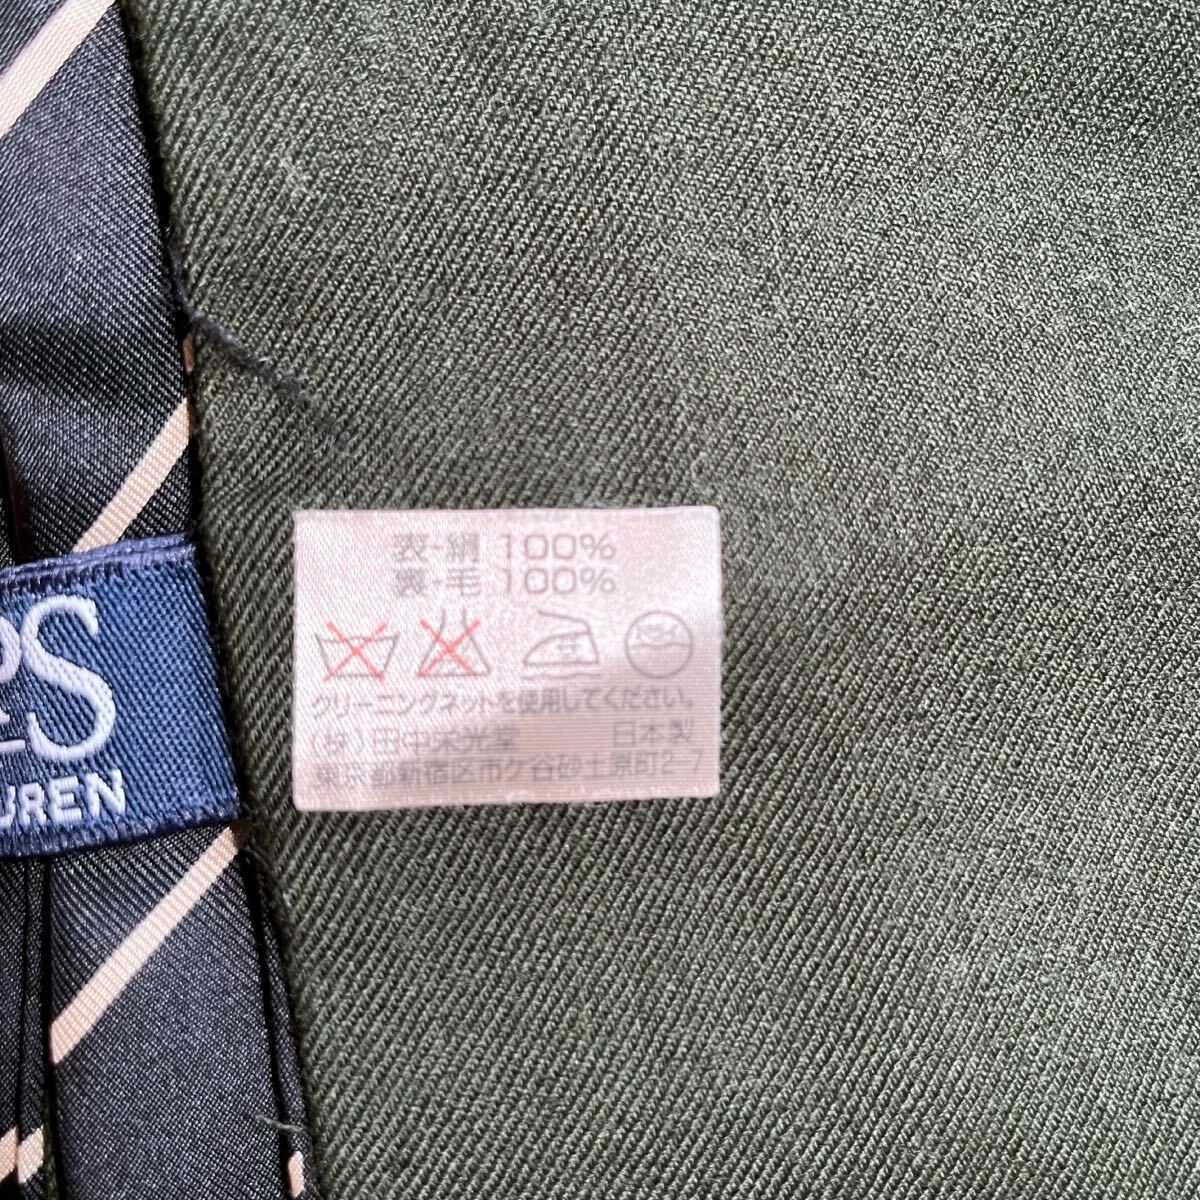 表-絹 100%
裏-毛 100%
クリーニングネットを使用してください。
(株)田中栄光堂 日本製
東京都新宿区市ケ谷砂土原町2-7
PS
UREN